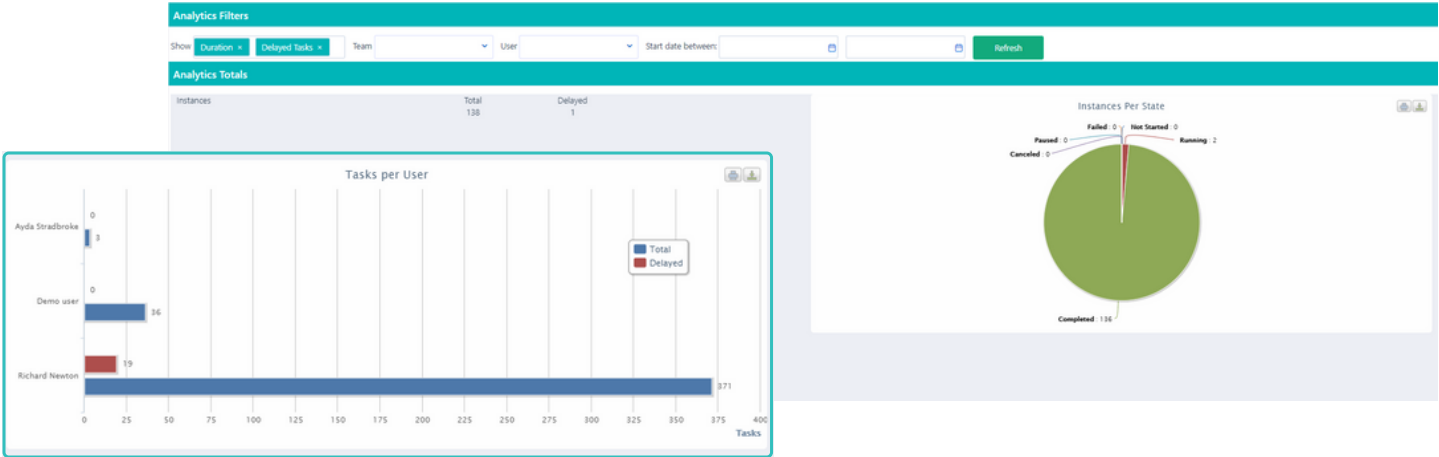 Analytics Filters
Show Duration × Delayed Tasks × Team User Start date between: Refresh
Analytics Totals
Instances Total Delayed
138 1
Instances Per State
Failed : 0 Not Started : 0
Paused : 0 Running : 2
Canceled : 0
Completed : 136
Tasks per User
0
Ayda Stradbroke 3
Total
Delayed
0
Demo user 36
19
Richard Newton 371
0 25 50 75 100 125 150 175 200 225 250 275 300 325 350 375 400
Tasks